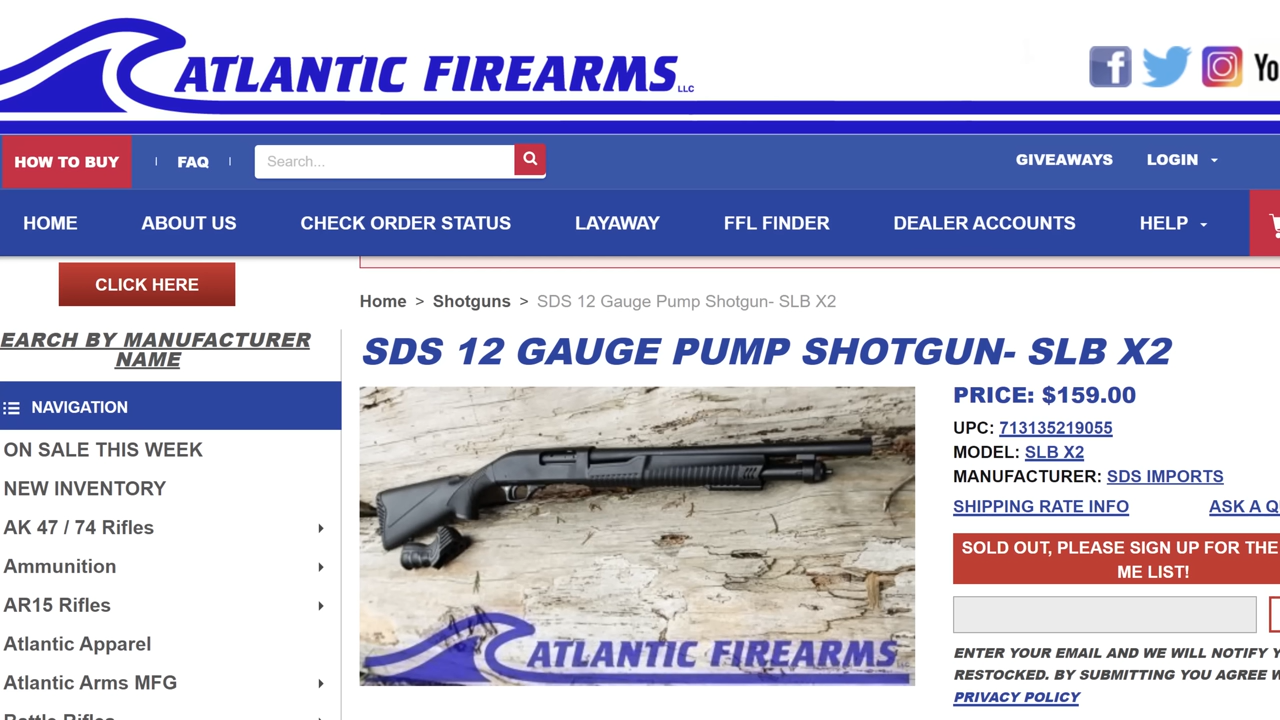 ATLANTIC FIREARMS LLC
HOW TO BUY
FAQ
Search...
GIVEAWAYS
LOGIN
HOME
ABOUT US
CHECK ORDER STATUS
LAYAWAY
FFL FINDER
DEALER ACCOUNTS
HELP
CLICK HERE
Home > Shotguns > SDS 12 Gauge Pump Shotgun- SLB X2
EARCH BY MANUFACTURER
NAME
NAVIGATION
ON SALE THIS WEEK
NEW INVENTORY
AK 47 / 74 Rifles
Ammunition
AR15 Rifles
Atlantic Apparel
Atlantic Arms MFG
SDS 12 GAUGE PUMP SHOTGUN- SLB X2
ATLANTIC FIREARMS
PRICE: $159.00
UPC: 713135219055
MODEL: SLB X2
MANUFACTURER: SDS IMPORTS
SHIPPING RATE INFO
ASK A Q
SOLD OUT, PLEASE SIGN UP FOR THE
ME LIST!
ENTER YOUR EMAIL AND WE WILL NOTIFY Y
RESTOCKED. BY SUBMITTING YOU AGREE W
PRIVACY POLICY